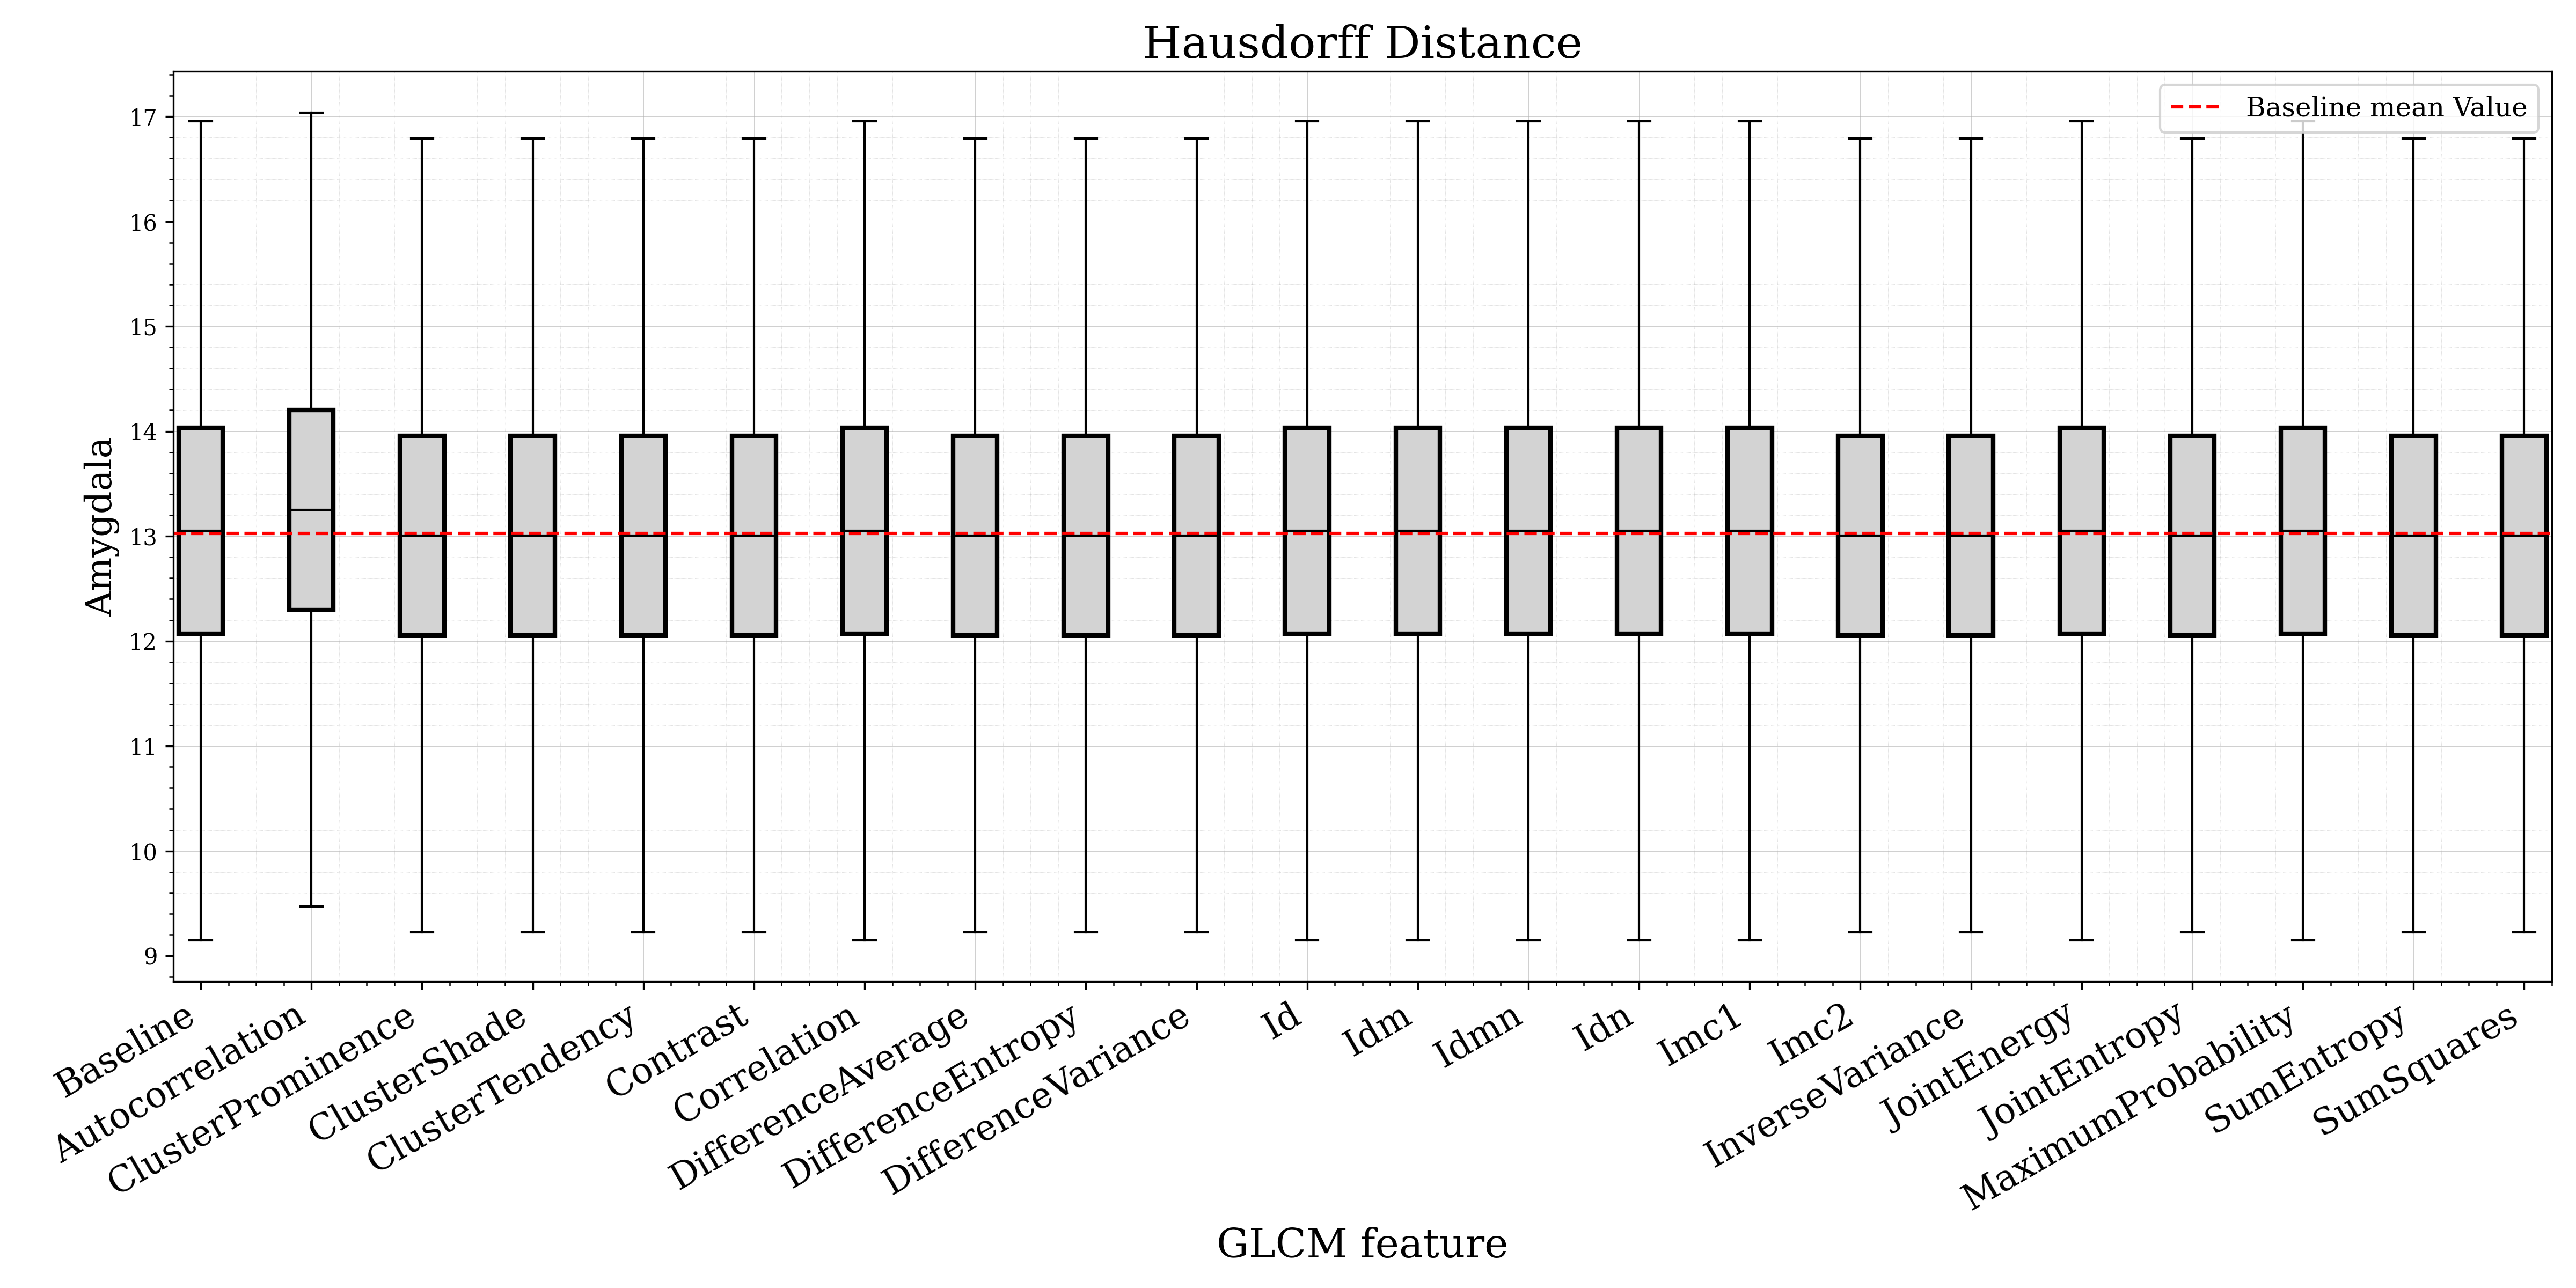 Hausdorff Distance
Baseline mean Value
Amygdala
17
16
15
14
13
12
11
10
9
Baseline
Autocorrelation
ClusterProminence
ClusterShade
ClusterTendency
Contrast
Correlation
DifferenceAverage
DifferenceEntropy
DifferenceVariance
Id
Idm
Idmn
Idn
Imc1
Imc2
InverseVariance
JointEnergy
JointEntropy
MaximumProbability
SumEntropy
SumSquares
GLCM feature